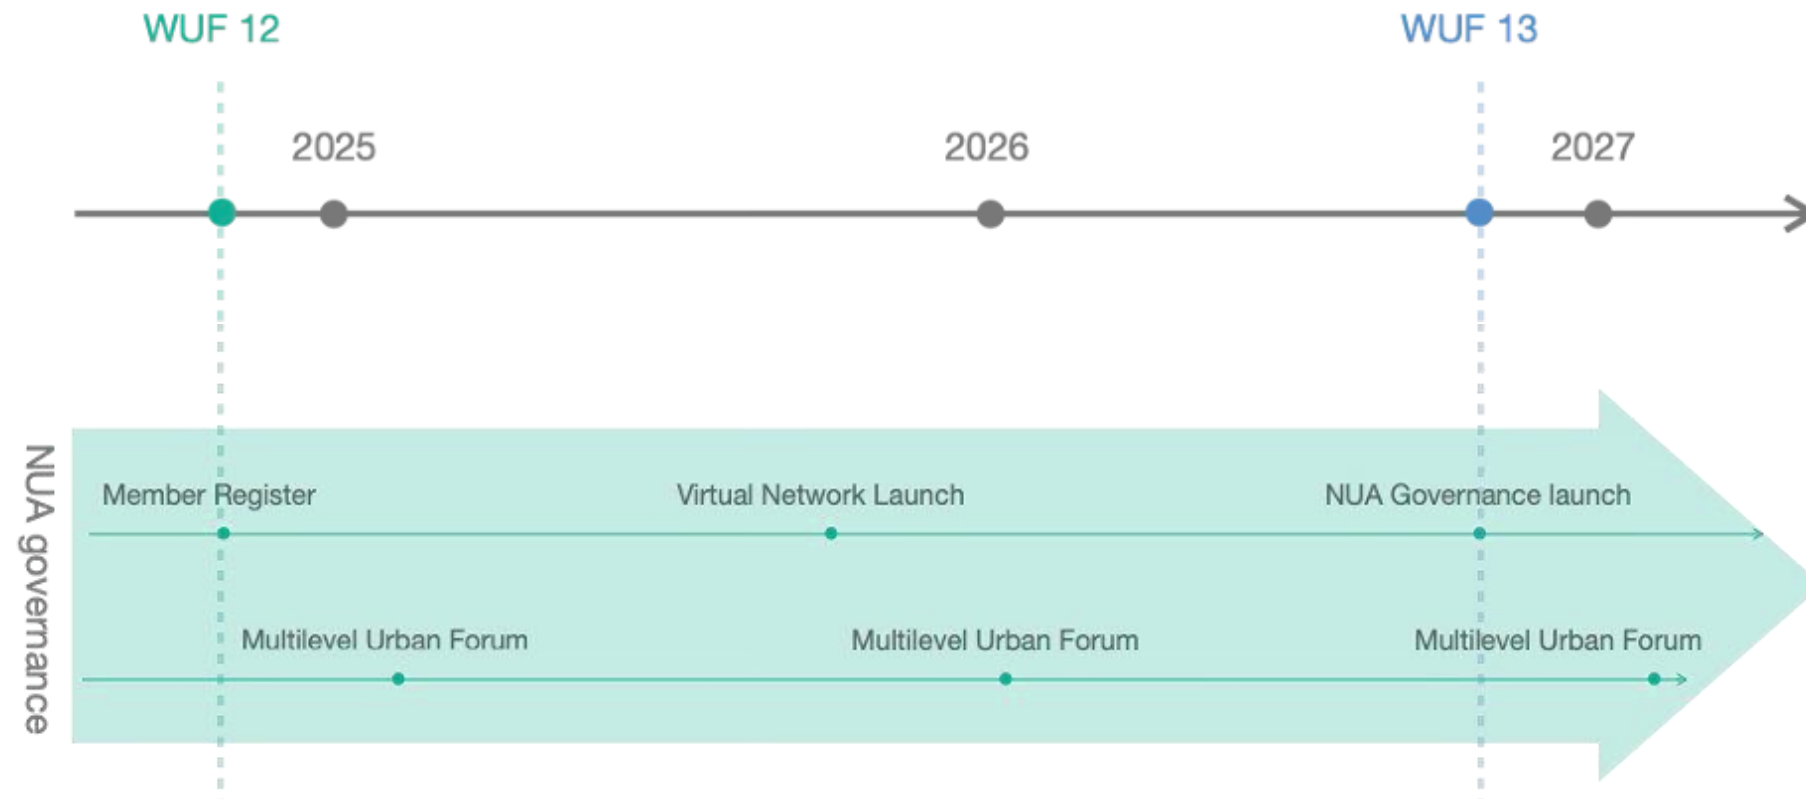 WUF 12
WUF 13
2025
2026
2027
NUA governance
Member Register
Virtual Network Launch
NUA Governance launch
Multilevel Urban Forum
Multilevel Urban Forum
Multilevel Urban Forum